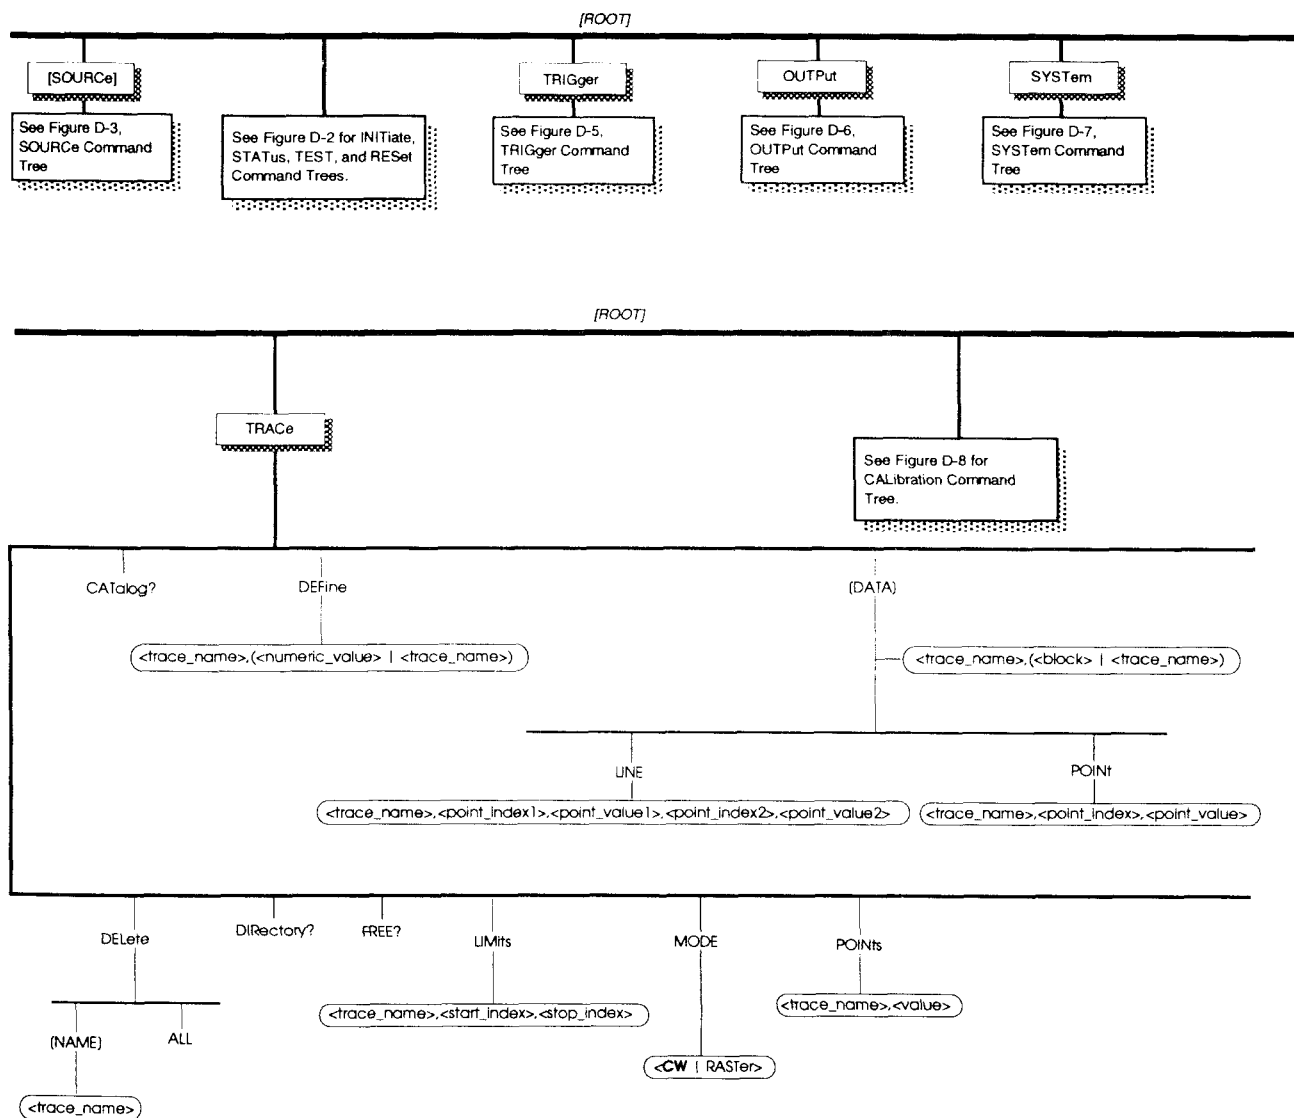 [ROOT]
[SOURCe]
TRIGger
OUTPut
SYSTem
See Figure D-3,
SOURCe Command
Tree
See Figure D-2 for INITiate,
STATus, TEST, and RESet
Command Trees.
See Figure D-5,
TRIGger Command
Tree
See Figure D-6,
OUTPut Command
Tree
See Figure D-7,
SYSTem Command
Tree
[ROOT]
TRACe
See Figure D-8 for
CALibration Command
Tree.
CATalog?
DEFine
(DATA)
<trace_name>,(<numeric_value> | <trace_name>)
<trace_name>,(<block> | <trace_name>)
LINE
POINt
<trace_name>,<point_index1>,<point_value1>,<point_index2>,<point_value2>
<trace_name>,<point_index>,<point_value>
DELete
DIRectory?
FREE?
LIMits
MODE
POINts
<trace_name>,<start_index>,<stop_index>
<trace_name>,<value>
(NAME)
ALL
<CW | RASTer>
<trace_name>